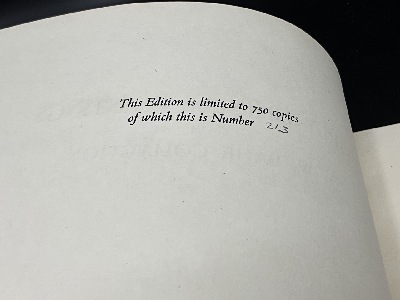 This Edition is limited to 750 copies
of which this is Number 213